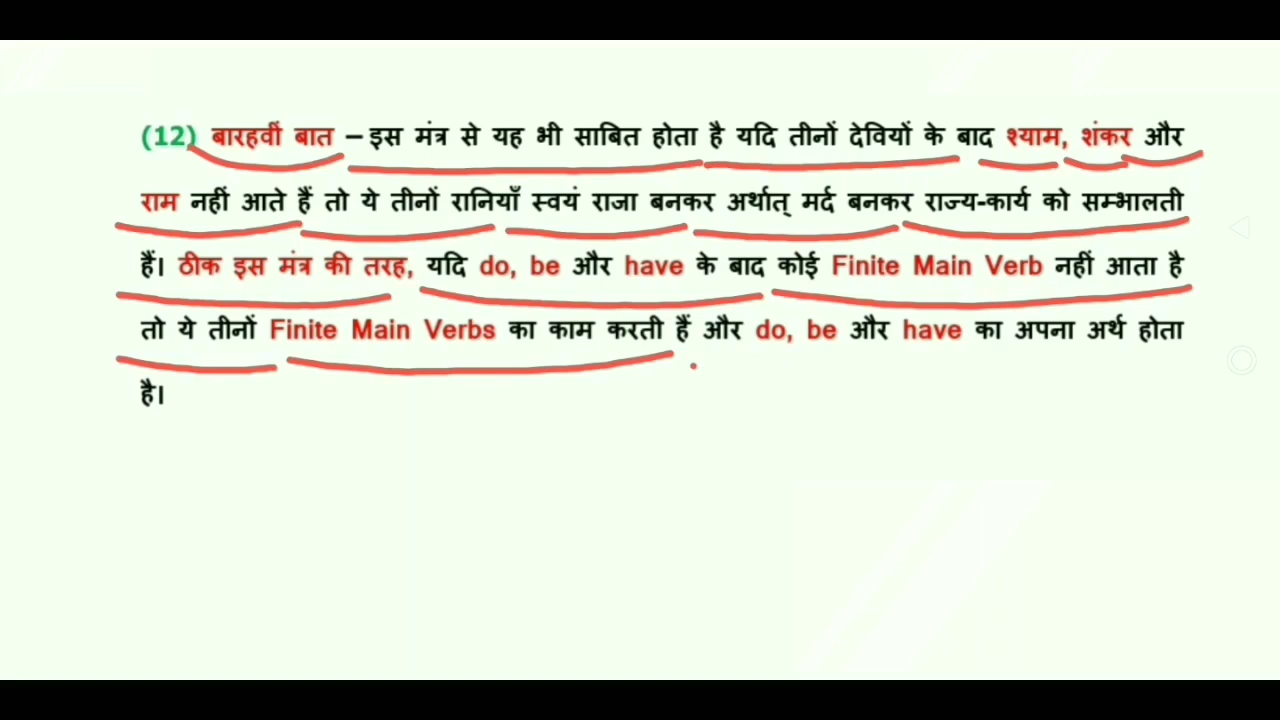 (12) बारहवीं बात – इस मंत्र से यह भी साबित होता है यदि तीनों देवियों के बाद श्याम, शंकर और
राम नहीं आते हैं तो ये तीनों रानियाँ स्वयं राजा बनकर अर्थात् मर्द बनकर राज्य-कार्य को सम्भालती
हैं। ठीक इस मंत्र की तरह, यदि do, be और have के बाद कोई Finite Main Verb नहीं आता है
तो ये तीनों Finite Main Verbs का काम करती हैं और do, be और have का अपना अर्थ होता
है।